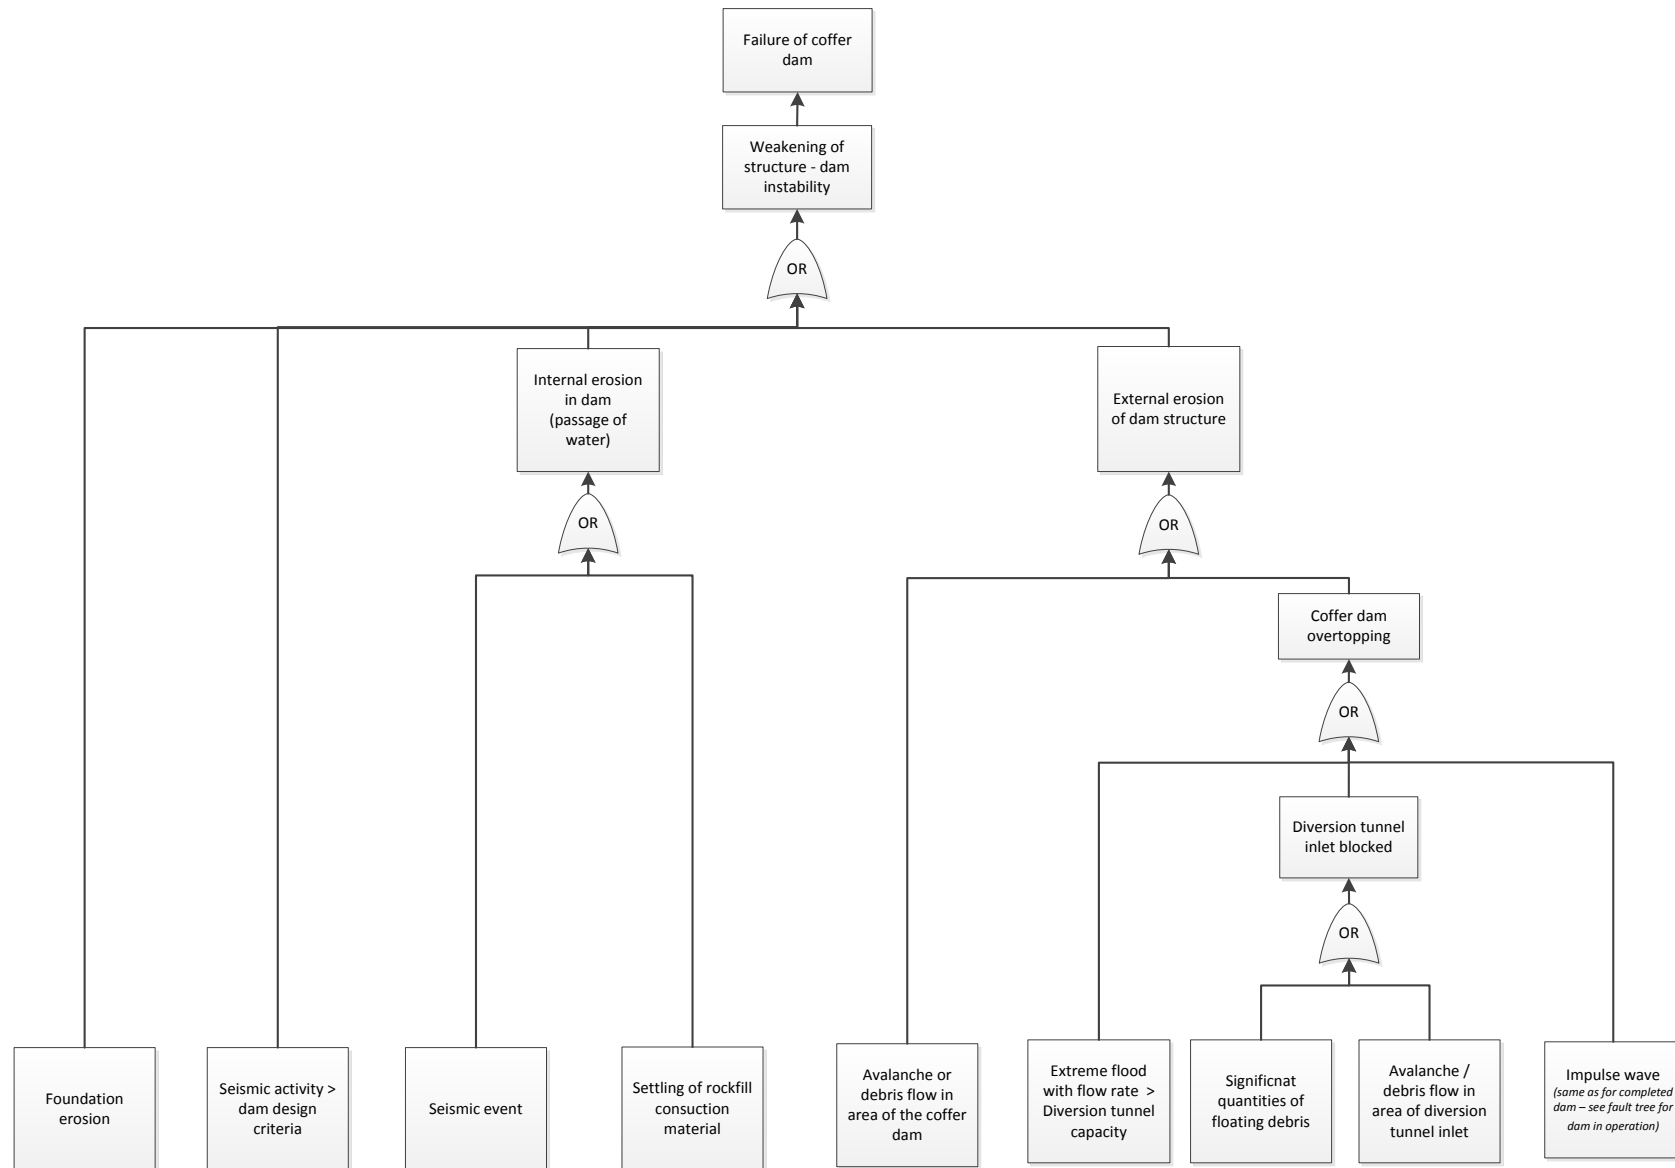 Failure of coffer
dam
Weakening of
structure - dam
instability
OR
Internal erosion
in dam
(passage of
water)
External erosion
of dam structure
OR
OR
Coffer dam
overtopping
OR
Diversion tunnel
inlet blocked
OR
Foundation
erosion
Seismic activity >
dam design
criteria
Seismic event
Settling of rockfill
consuction
material
Avalanche or
debris flow in
area of the coffer
dam
Extreme flood
with flow rate  >
Diversion tunnel
capacity
Significnat
quantities of
floating debris
Avalanche /
debris flow in
area of diversion
tunnel inlet
Impulse wave
(same as for completed
dam – see fault tree for
dam in operation)